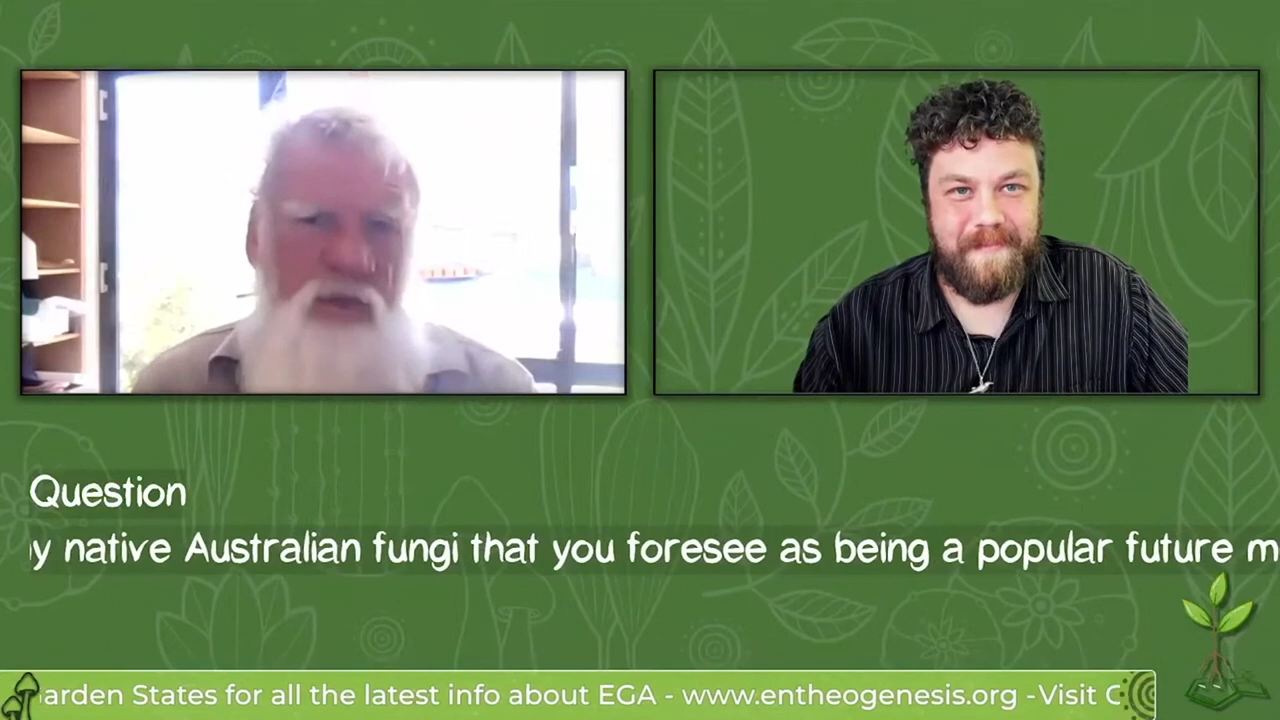 Question
native Australian fungi that you foresee as being a popular future
States for all the latest info about EGA - www.entheogenesis.org -Visit